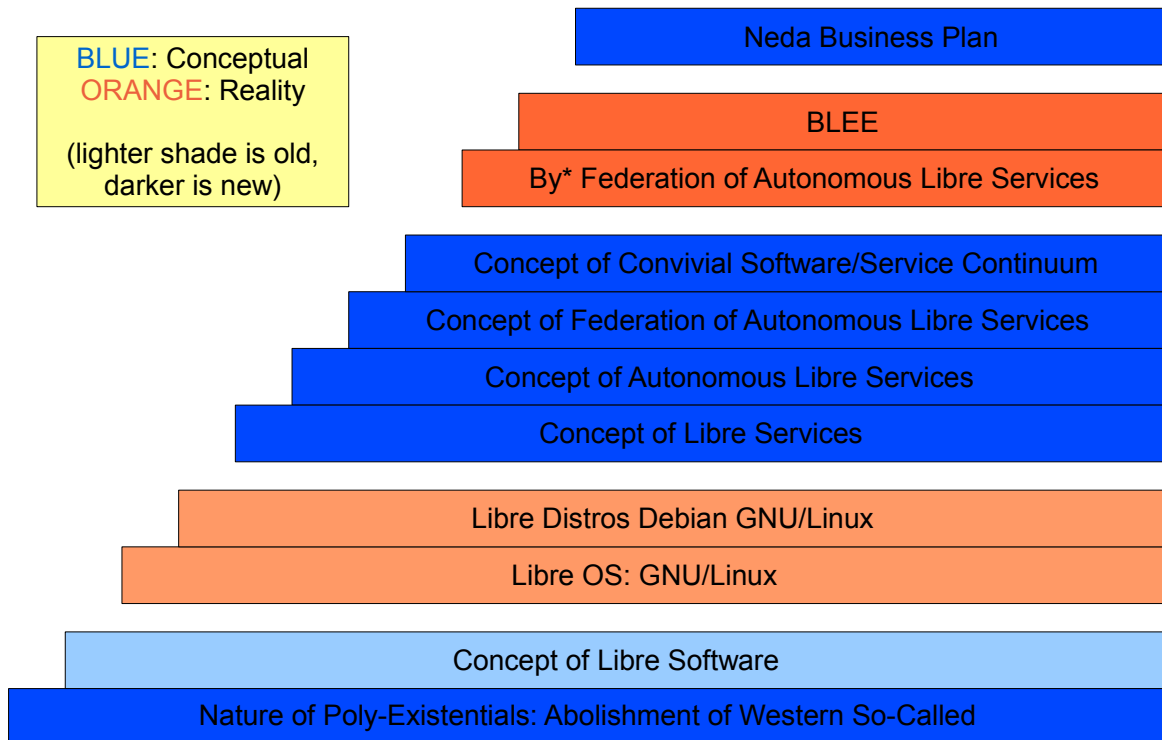 Neda Business Plan
BLUE: Conceptual
ORANGE: Reality
(lighter shade is old,
darker is new)
BLEE
By* Federation of Autonomous Libre Services
Concept of Convivial Software/Service Continuum
Concept of Federation of Autonomous Libre Services
Concept of Autonomous Libre Services
Concept of Libre Services
Libre Distros Debian GNU/Linux
Libre OS: GNU/Linux
Concept of Libre Software
Nature of Poly-Existentials: Abolishment of Western So-Called